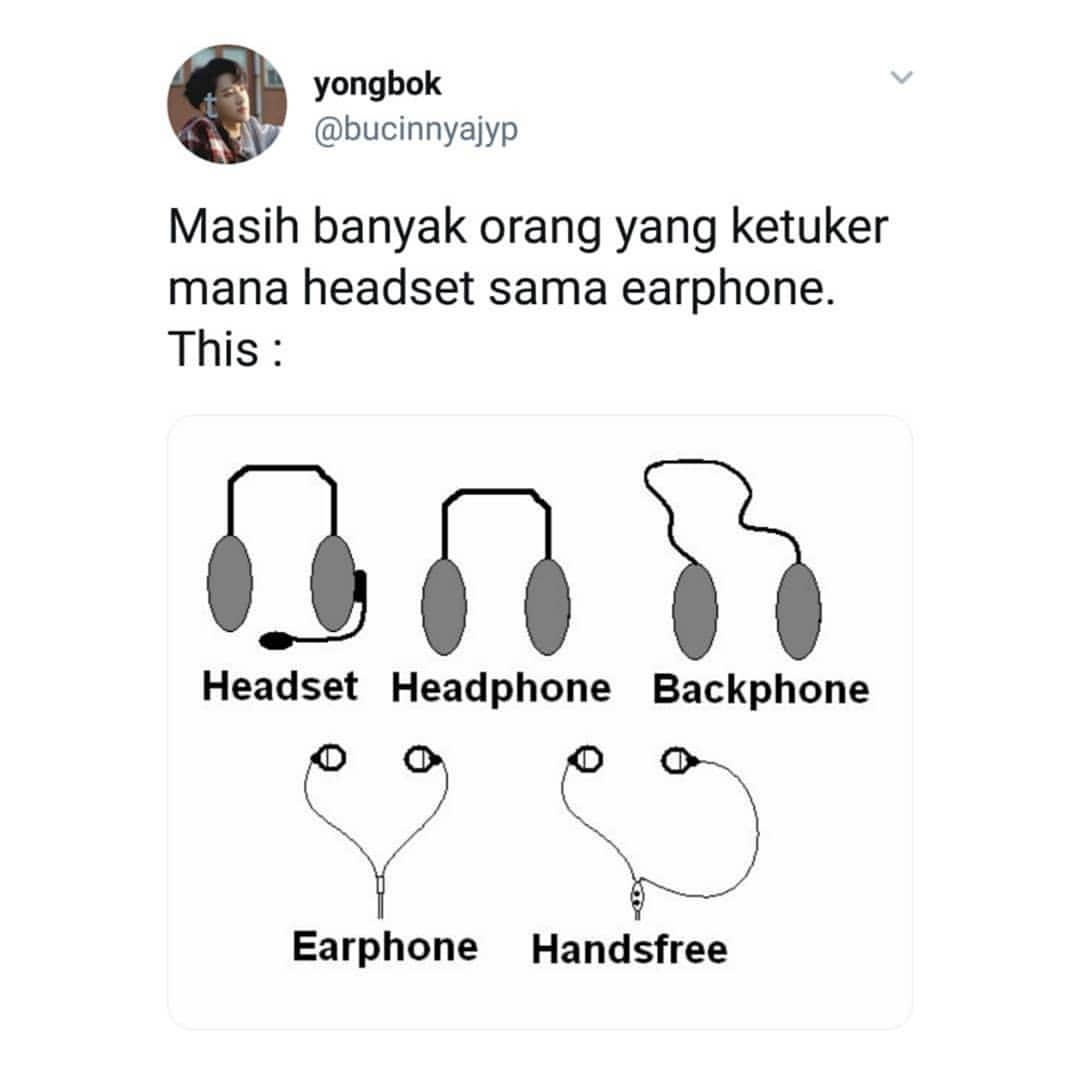 yongbok
@bucinnyajyp
Masih banyak orang yang ketuker
mana headset sama earphone.
This :
Headset Headphone Backphone
Earphone Handsfree